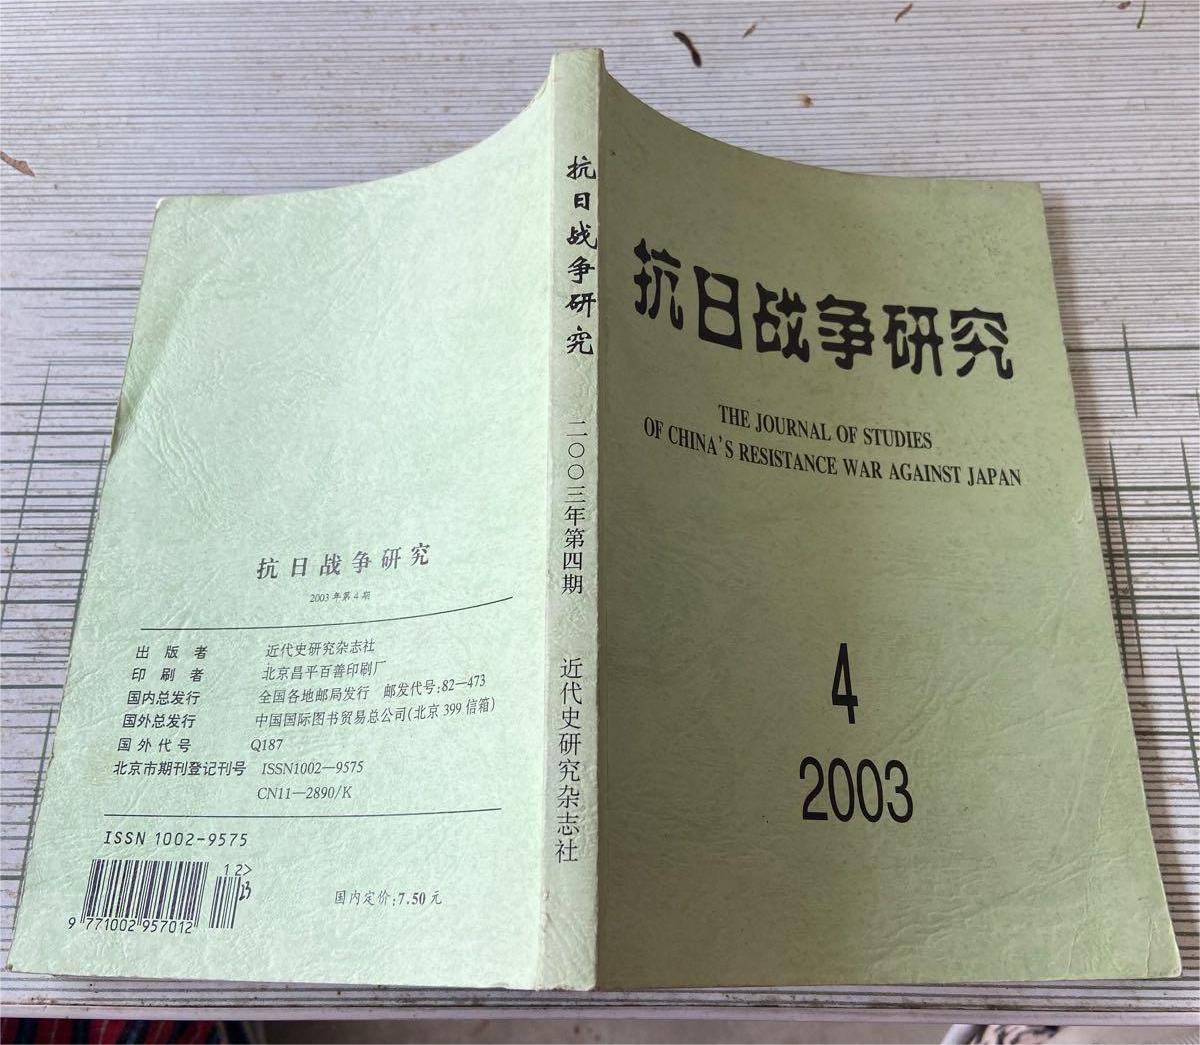 抗日战争研究
THE JOURNAL OF STUDIES
OF CHINA'S RESISTANCE WAR AGAINST JAPAN
4
2003
抗日战争研究 二〇〇三年第四期 近代史研究杂志社
抗日战争研究
2003年第4期
出版者 近代史研究杂志社
印刷者 北京昌平百善印刷厂
国内总发行 全国各地邮局发行 邮发代号:82—473
国外总发行 中国国际图书贸易总公司(北京399信箱)
国外代号 Q187
北京市期刊登记刊号 ISSN1002—9575
CN11—2890/K
ISSN 1002-9575
12>
23
9 771002 957012
国内定价:7.50元